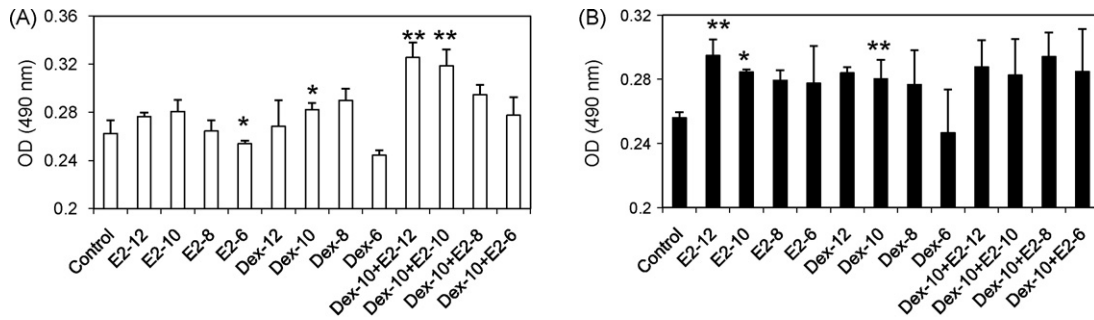 (A)
OD (490 nm)
0.36
0.32
0.28
0.24
0.2
*
*
**
**
Control
E2-12
E2-10
E2-8
E2-6
Dex-12
Dex-10
Dex-8
Dex-6
Dex-10+E2-12
Dex-10+E2-10
Dex-10+E2-8
Dex-10+E2-6
(B)
OD (490 nm)
0.32
0.28
0.24
0.2
**
*
**
Control
E2-12
E2-10
E2-8
E2-6
Dex-12
Dex-10
Dex-8
Dex-6
Dex-10+E2-12
Dex-10+E2-10
Dex-10+E2-8
Dex-10+E2-6